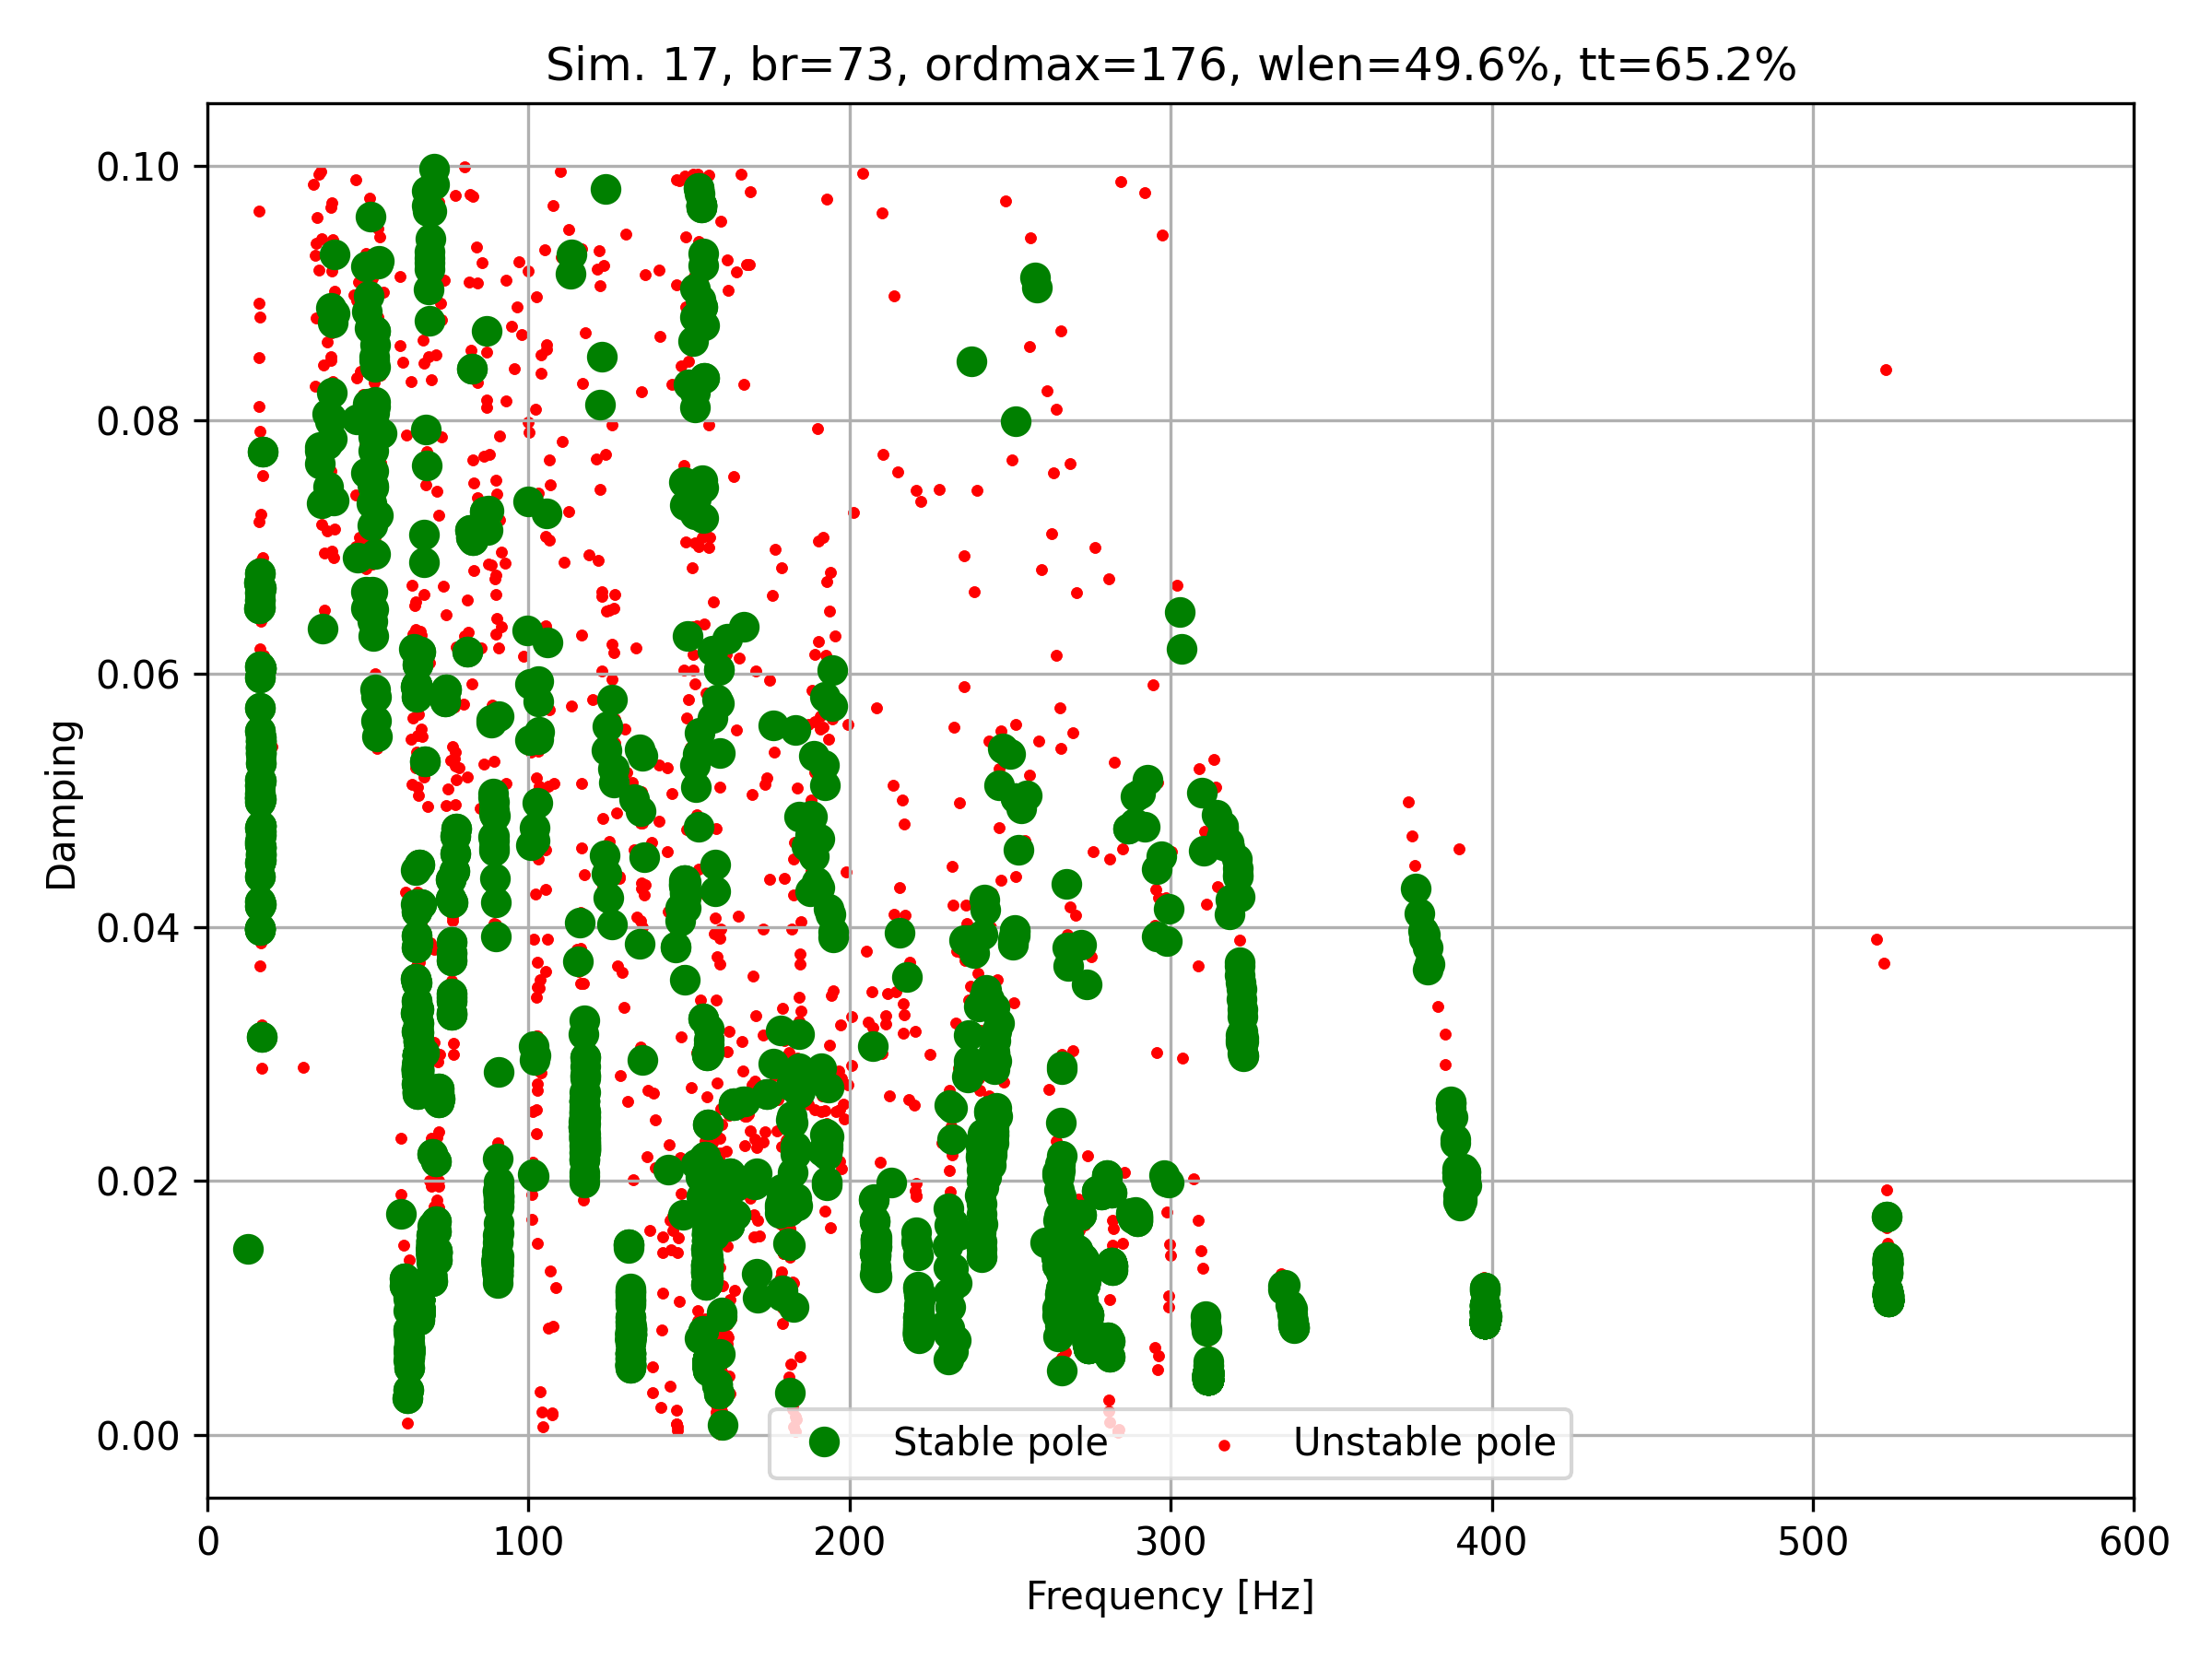 Sim. 17, br=73, ordmax=176, wlen=49.6%, tt=65.2%
0.10
0.08
0.06
0.04
0.02
0.00
Damping
Stable pole
Unstable pole
0
100
200
300
400
500
600
Frequency [Hz]